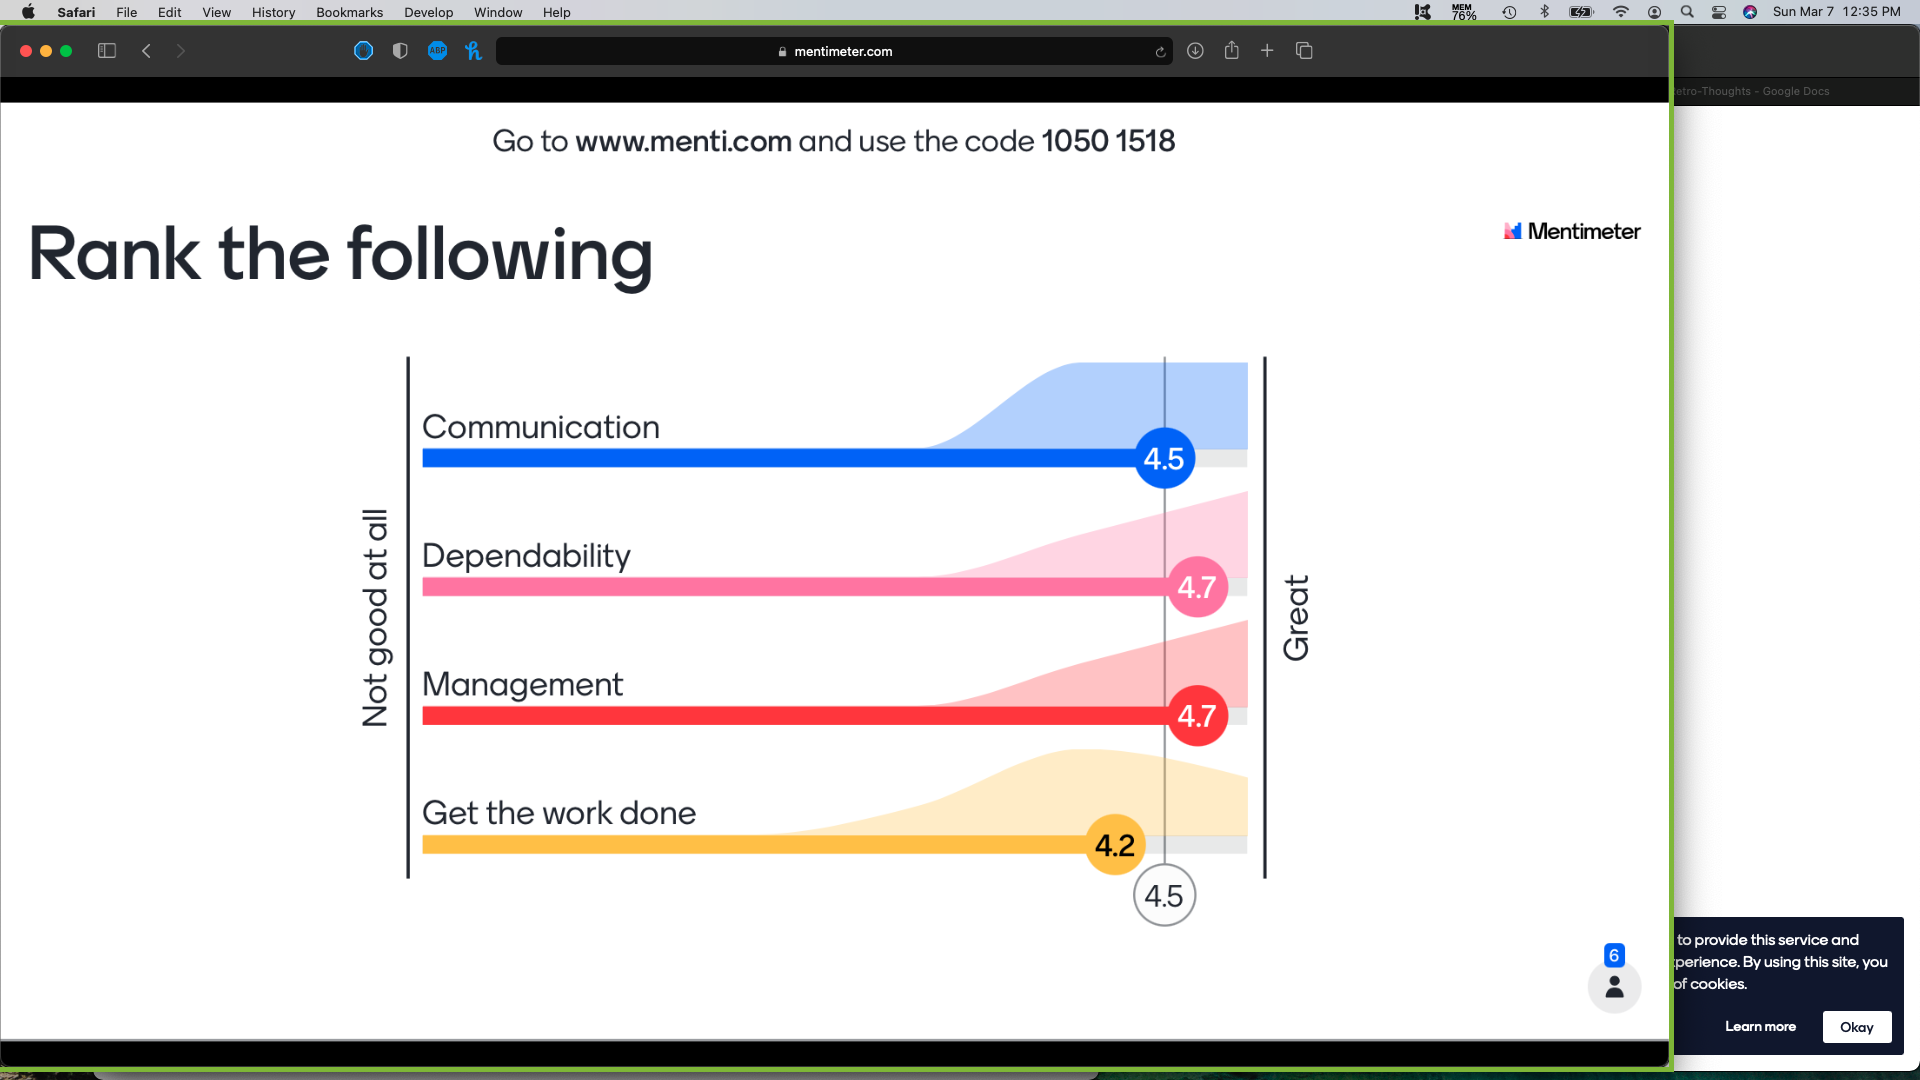 Safari File Edit View History Bookmarks Develop Window Help MEM 76% Sun Mar 7 12:35 PM
ABP mentimeter.com
etro-Thoughts - Google Docs
Go to www.menti.com and use the code 1050 1518
Rank the following
Mentimeter
Not good at all
Communication
4.5
Dependability
4.7
Management
4.7
Get the work done
4.2
4.5
Great
6
to provide this service and
perience. By using this site, you
of cookies.
Learn more Okay